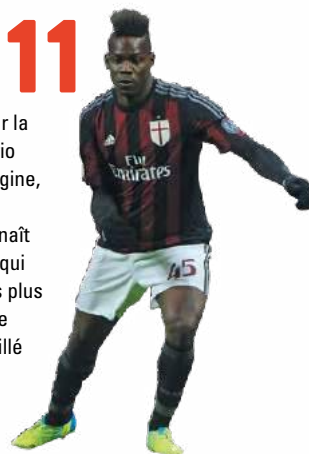 11
r la
io
gine,
naît
qui
s plus
e
illé
Fly
Emirates
45